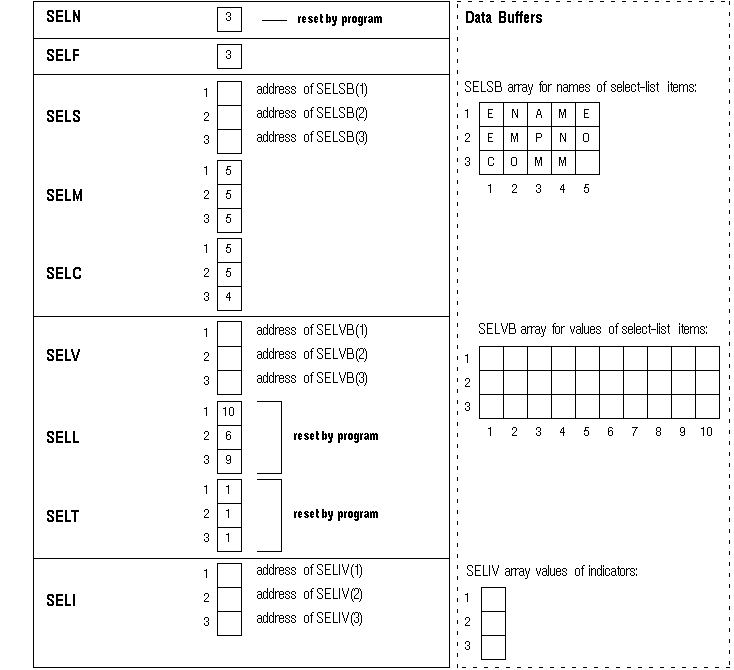 SELN 3 reset by program
SELF 3
SELS
1 address of SELSB(1)
2 address of SELSB(2)
3 address of SELSB(3)
SELM
1 5
2 5
3 5
SELC
1 5
2 5
3 4
SELV
1 address of SELVB(1)
2 address of SELVB(2)
3 address of SELVB(3)
SELL
1 10
2 6 reset by program
3 9
SELT
1 1
2 1 reset by program
3 1
SELI
1 address of SELIV(1)
2 address of SELIV(2)
3 address of SELIV(3)
Data Buffers
SELSB array for names of select-list items:
1 E N A M E
2 E M P N O
3 C O M M
1 2 3 4 5
SELVB array for values of select-list items:
1
2
3
1 2 3 4 5 6 7 8 9 10
SELIV array values of indicators:
1
2
3